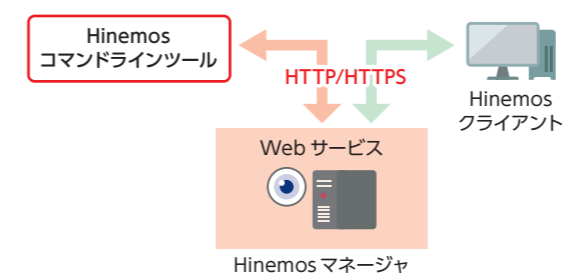 Hinemos
コマンドラインツール
HTTP/HTTPS
Hinemos
クライアント
Web サービス
Hinemos マネージャ